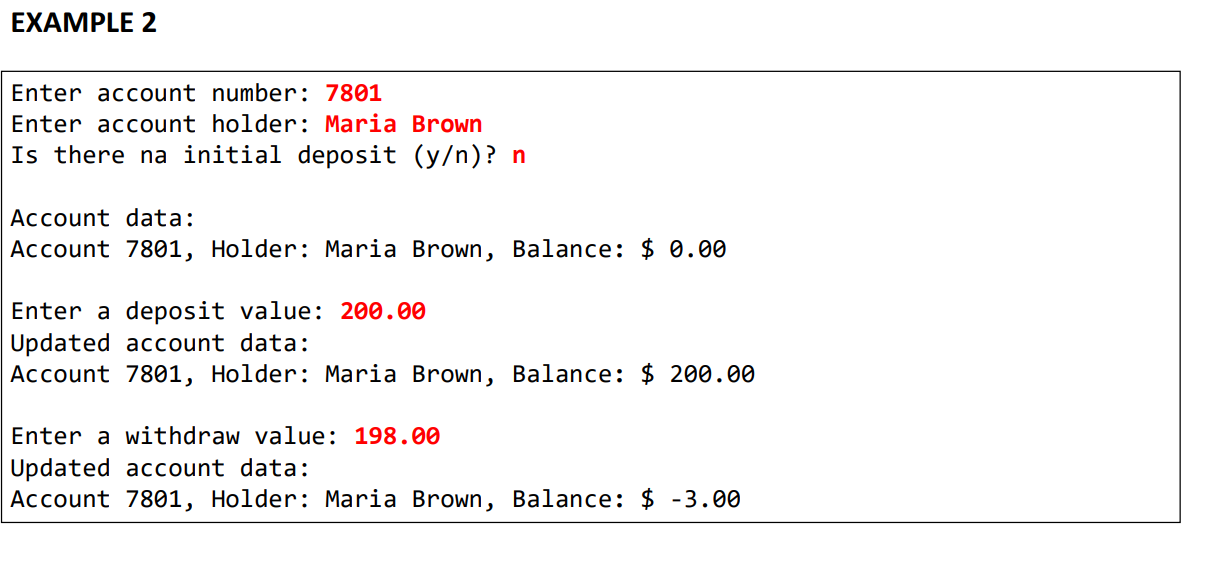 EXAMPLE 2
Enter account number: 7801
Enter account holder: Maria Brown
Is there na initial deposit (y/n)? n
Account data:
Account 7801, Holder: Maria Brown, Balance: $ 0.00
Enter a deposit value: 200.00
Updated account data:
Account 7801, Holder: Maria Brown, Balance: $ 200.00
Enter a withdraw value: 198.00
Updated account data:
Account 7801, Holder: Maria Brown, Balance: $ -3.00